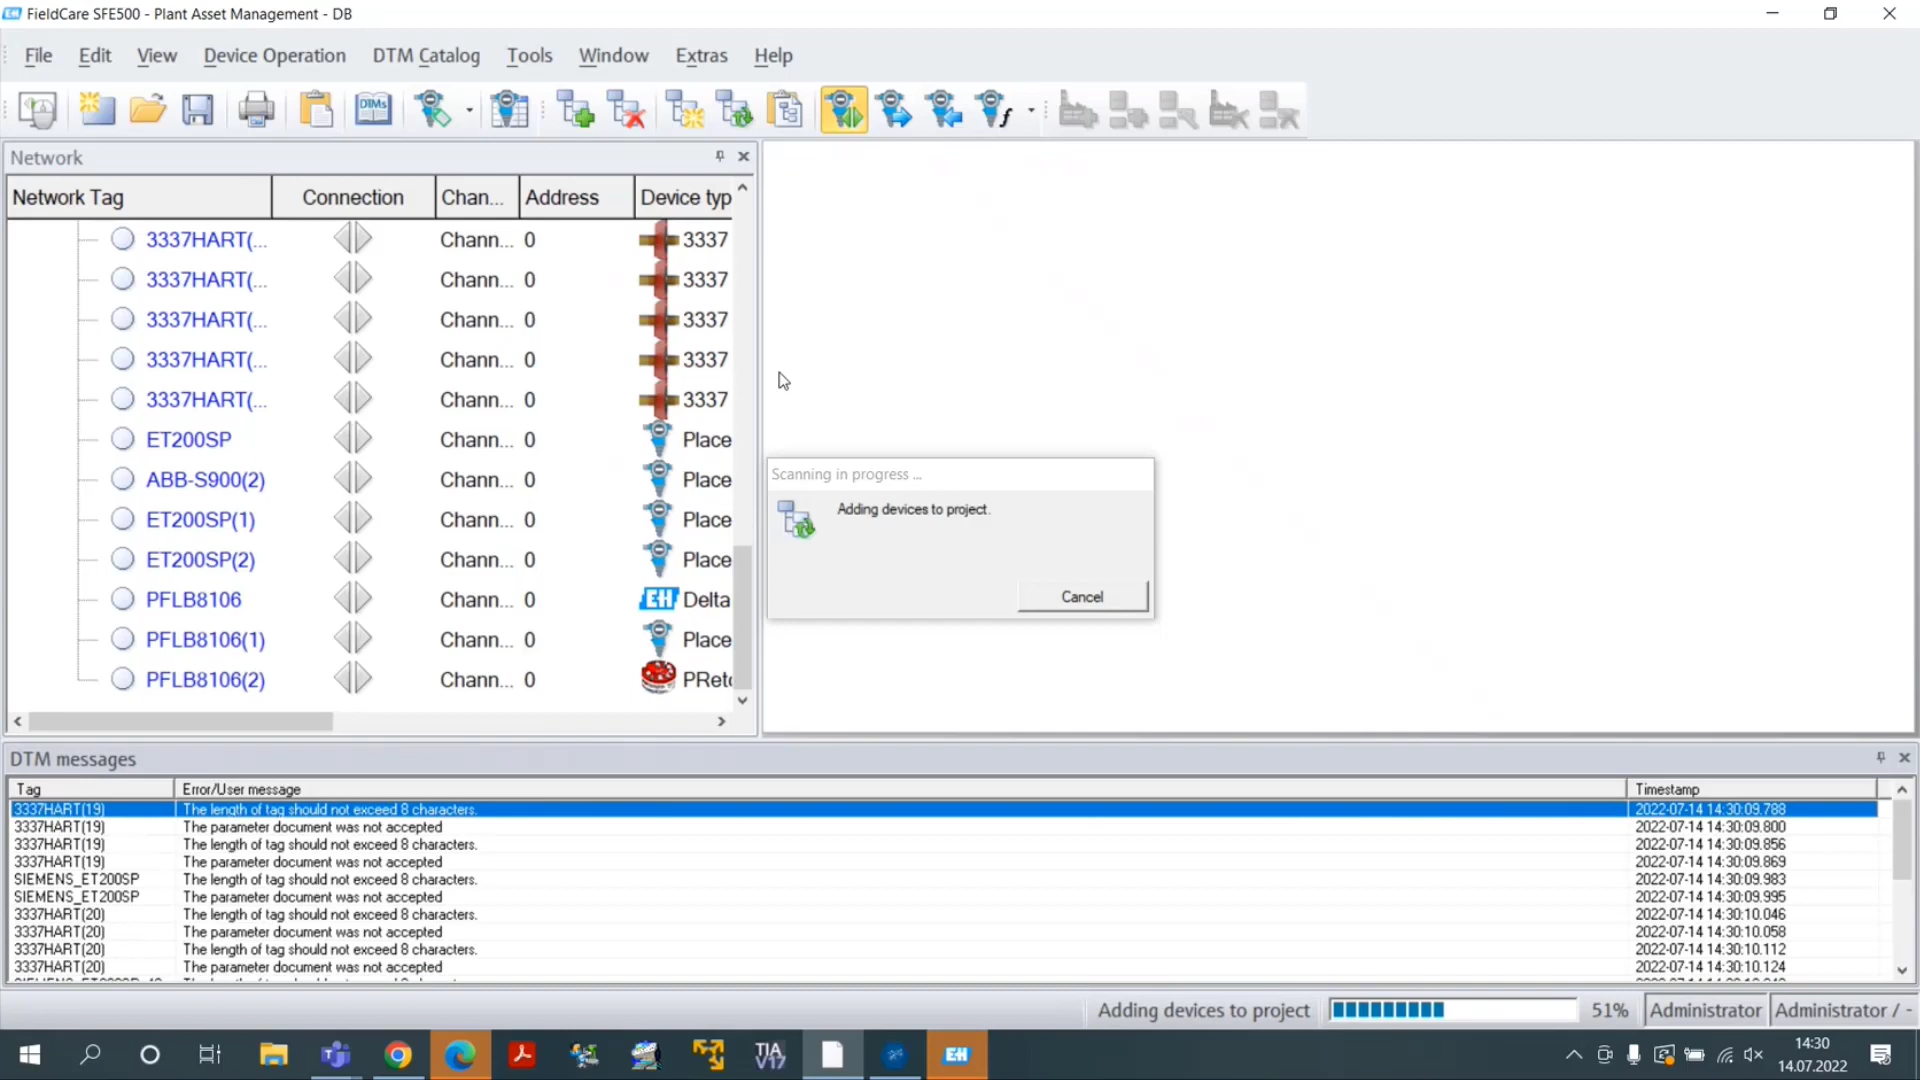 FieldCare SFE500 - Plant Asset Management - DB
File Edit View Device Operation DTM Catalog Tools Window Extras Help
Network
Network Tag Connection Chan... Address Device typ
3337HART(... Chann... 0 3337
3337HART(... Chann... 0 3337
3337HART(... Chann... 0 3337
3337HART(... Chann... 0 3337
3337HART(... Chann... 0 3337
ET200SP Chann... 0 Place
ABB-S900(2) Chann... 0 Place
ET200SP(1) Chann... 0 Place
ET200SP(2) Chann... 0 Place
PFLB8106 Chann... 0 EH Delta
PFLB8106(1) Chann... 0 Place
PFLB8106(2) Chann... 0 PReto
Scanning in progress ...
Adding devices to project.
Cancel
DTM messages
Tag Error/User message Timestamp
3337HART(19) The length of tag should not exceed 8 characters. 2022-07-14 14:30:09.788
3337HART(19) The parameter document was not accepted 2022-07-14 14:30:09.800
3337HART(19) The length of tag should not exceed 8 characters. 2022-07-14 14:30:09.856
3337HART(19) The parameter document was not accepted 2022-07-14 14:30:09.869
SIEMENS_ET200SP The length of tag should not exceed 8 characters. 2022-07-14 14:30:09.983
SIEMENS_ET200SP The parameter document was not accepted 2022-07-14 14:30:09.995
3337HART(20) The length of tag should not exceed 8 characters. 2022-07-14 14:30:10.046
3337HART(20) The parameter document was not accepted 2022-07-14 14:30:10.058
3337HART(20) The length of tag should not exceed 8 characters. 2022-07-14 14:30:10.112
3337HART(20) The parameter document was not accepted 2022-07-14 14:30:10.124
Adding devices to project 51% Administrator Administrator / -
TIA V17 EH
14:30
14.07.2022